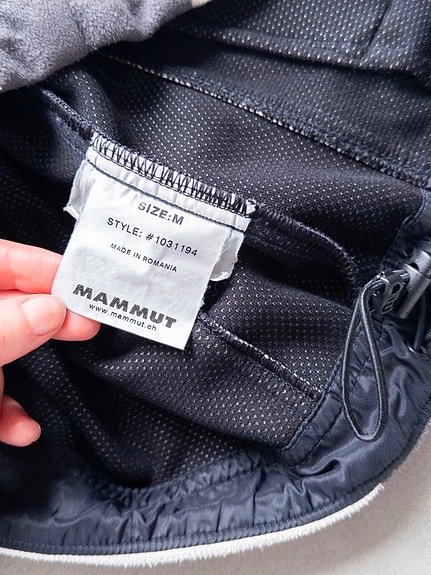 SIZE:M
STYLE: #1031194
MADE IN ROMANIA
MAMMUT
www.mammut.ch